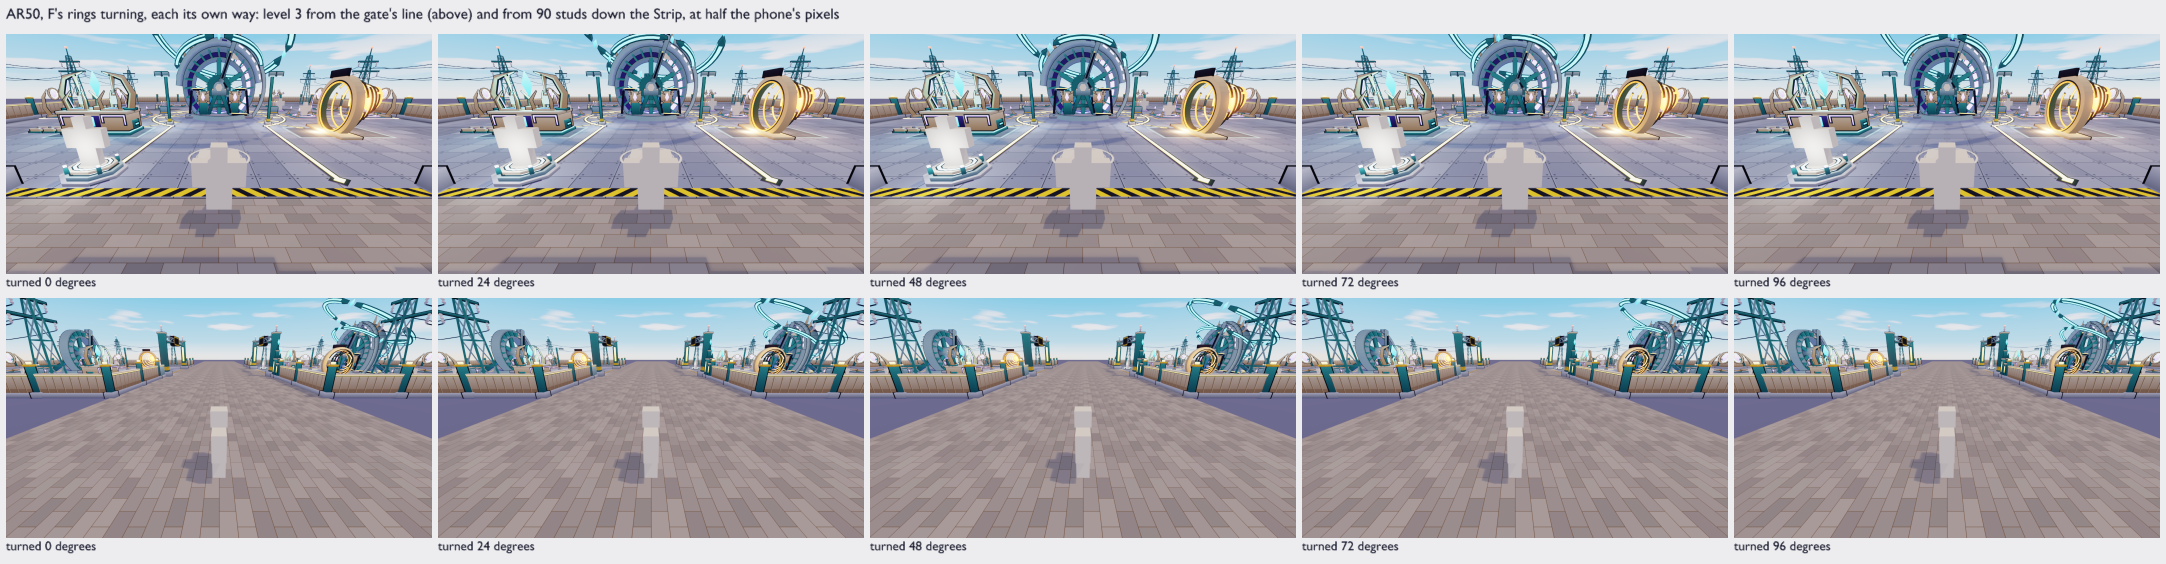 AR50, F's rings turning, each its own way: level 3 from the gate's line (above) and from 90 studs down the Strip, at half the phone's pixels
turned 0 degrees
turned 24 degrees
turned 48 degrees
turned 72 degrees
turned 96 degrees
turned 0 degrees
turned 24 degrees
turned 48 degrees
turned 72 degrees
turned 96 degrees